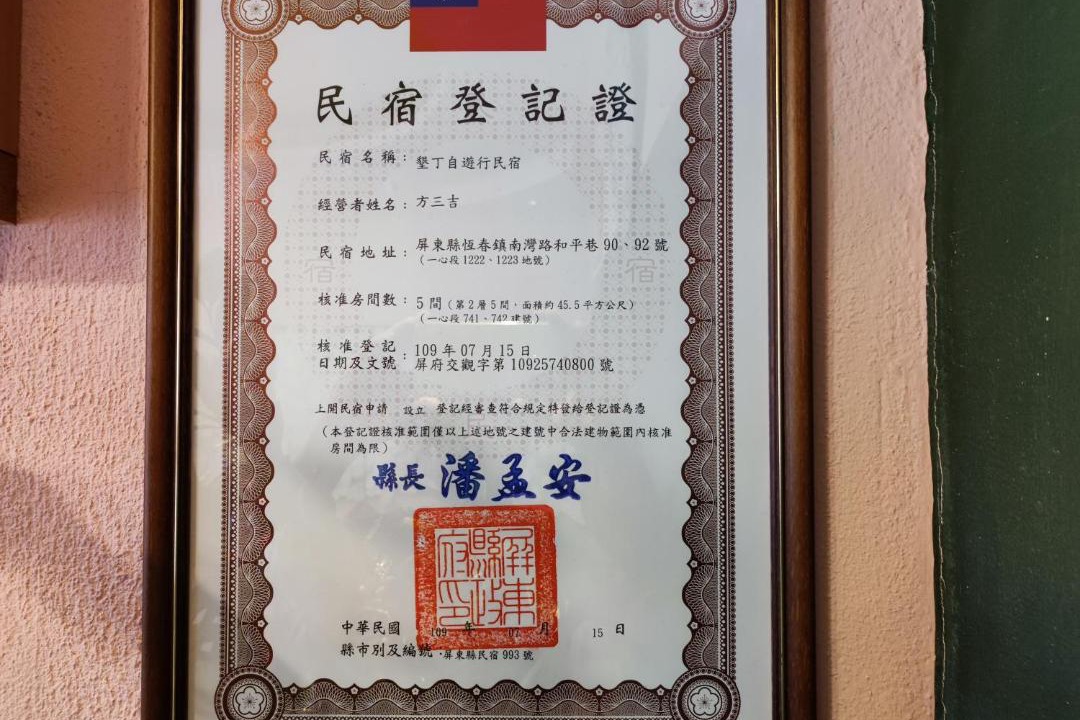 民宿登記證
民宿名稱：墾丁自遊行民宿
經營者姓名：方三吉
民宿地址：屏東縣恆春鎮南灣路和平巷90、92號
（一心段1222、1223地號）
核准房間數：5間（第2層5間，面積約45.5平方公尺）
（一心段741、742建號）
核准登記日期及文號：109年07月15日
屏府交觀字第10925740800號
上開民宿申請 設立 登記經審查符合規定特發給登記證為憑
（本登記證核准範圍僅以上述地號之建號中合法建物範圍內核准
房間為限）
縣長 潘孟安
屏東縣政府印
中華民國 109 年 07 月 15 日
縣市別及編號：屏東縣民宿993號